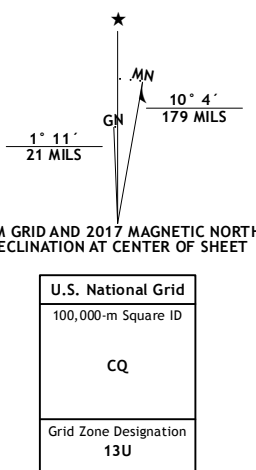 ★
MN
GN
10° 4´
179 MILS
1° 11´
21 MILS
M GRID AND 2017 MAGNETIC NORTH
ECLINATION AT CENTER OF SHEET
U.S. National Grid
100,000-m Square ID
CQ
Grid Zone Designation
13U